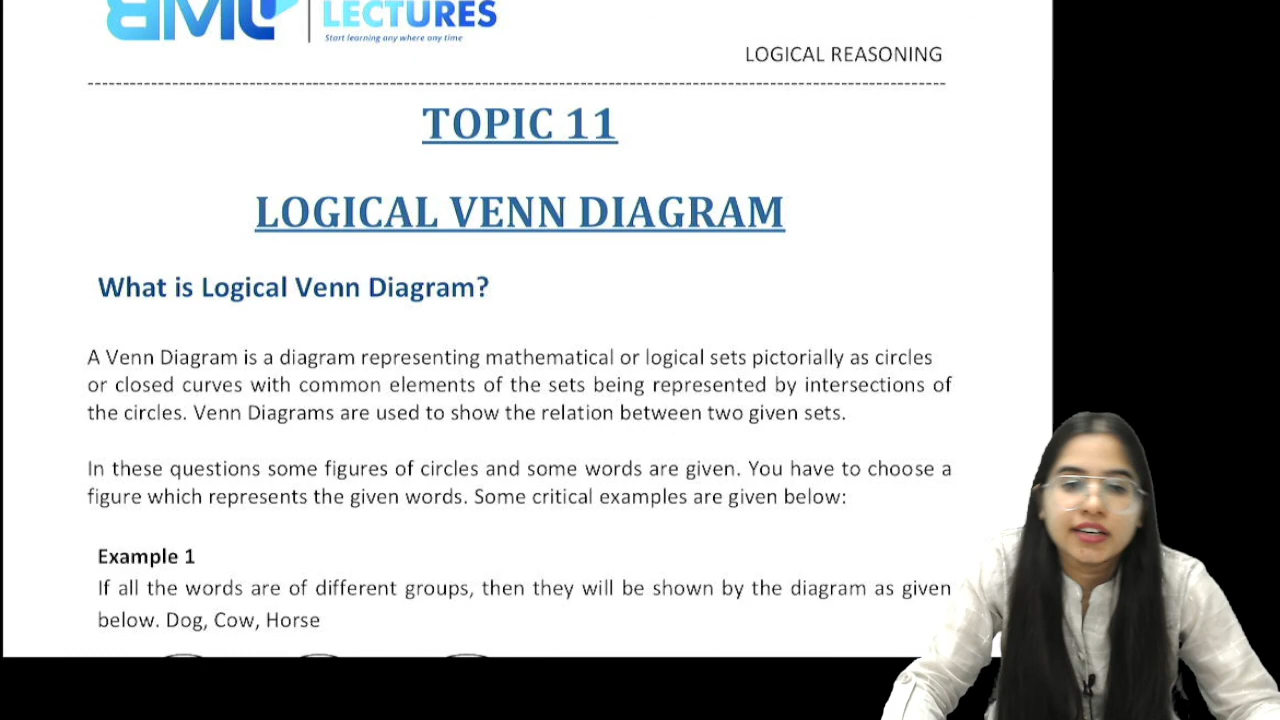 LECTURES
Start learning any where any time
LOGICAL REASONING
TOPIC 11
LOGICAL VENN DIAGRAM
What is Logical Venn Diagram?
A Venn Diagram is a diagram representing mathematical or logical sets pictorially as circles
or closed curves with common elements of the sets being represented by intersections of
the circles. Venn Diagrams are used to show the relation between two given sets.
In these questions some figures of circles and some words are given. You have to choose a
figure which represents the given words. Some critical examples are given below:
Example 1
If all the words are of different groups, then they will be shown by the diagram as given
below. Dog, Cow, Horse